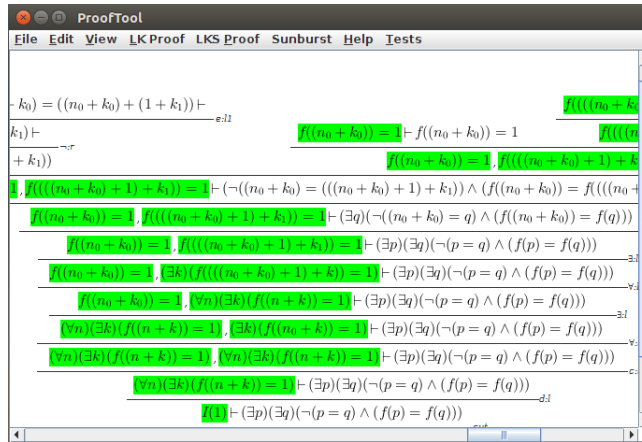 ProofTool
File Edit View LK Proof LKS Proof Sunburst Help Tests
k₀) = ((n₀ + k₀) + (1 + k₁)) ⊢ e:l1 f((((n₀ + k₀
k₁) ⊢ ¬:r f((n₀ + k₀)) = 1 ⊢ f((n₀ + k₀)) = 1 f((((n
+ k₁)) f((n₀ + k₀)) = 1, f((((n₀ + k₀) + 1) + k
1, f((((n₀ + k₀) + 1) + k₁)) = 1 ⊢ (¬((n₀ + k₀) = (((n₀ + k₀) + 1) + k₁)) ∧ (f((n₀ + k₀)) = f((((n₀ +
f((n₀ + k₀)) = 1, f((((n₀ + k₀) + 1) + k₁)) = 1 ⊢ (∃q)(¬((n₀ + k₀) = q) ∧ (f((n₀ + k₀)) = f(q)))
f((n₀ + k₀)) = 1, f((((n₀ + k₀) + 1) + k₁)) = 1 ⊢ (∃p)(∃q)(¬(p = q) ∧ (f(p) = f(q))) ∃:l
f((n₀ + k₀)) = 1, (∃k)(f((((n₀ + k₀) + 1) + k)) = 1) ⊢ (∃p)(∃q)(¬(p = q) ∧ (f(p) = f(q))) ∀:
f((n₀ + k₀)) = 1, (∀n)(∃k)(f((n + k)) = 1) ⊢ (∃p)(∃q)(¬(p = q) ∧ (f(p) = f(q))) ∃:l
(∀n)(∃k)(f((n + k)) = 1), (∃k)(f((n₀ + k)) = 1) ⊢ (∃p)(∃q)(¬(p = q) ∧ (f(p) = f(q))) ∀:
(∀n)(∃k)(f((n + k)) = 1), (∀n)(∃k)(f((n + k)) = 1) ⊢ (∃p)(∃q)(¬(p = q) ∧ (f(p) = f(q))) c:
(∀n)(∃k)(f((n + k)) = 1) ⊢ (∃p)(∃q)(¬(p = q) ∧ (f(p) = f(q))) d:l
I(1) ⊢ (∃p)(∃q)(¬(p = q) ∧ (f(p) = f(q))) cut